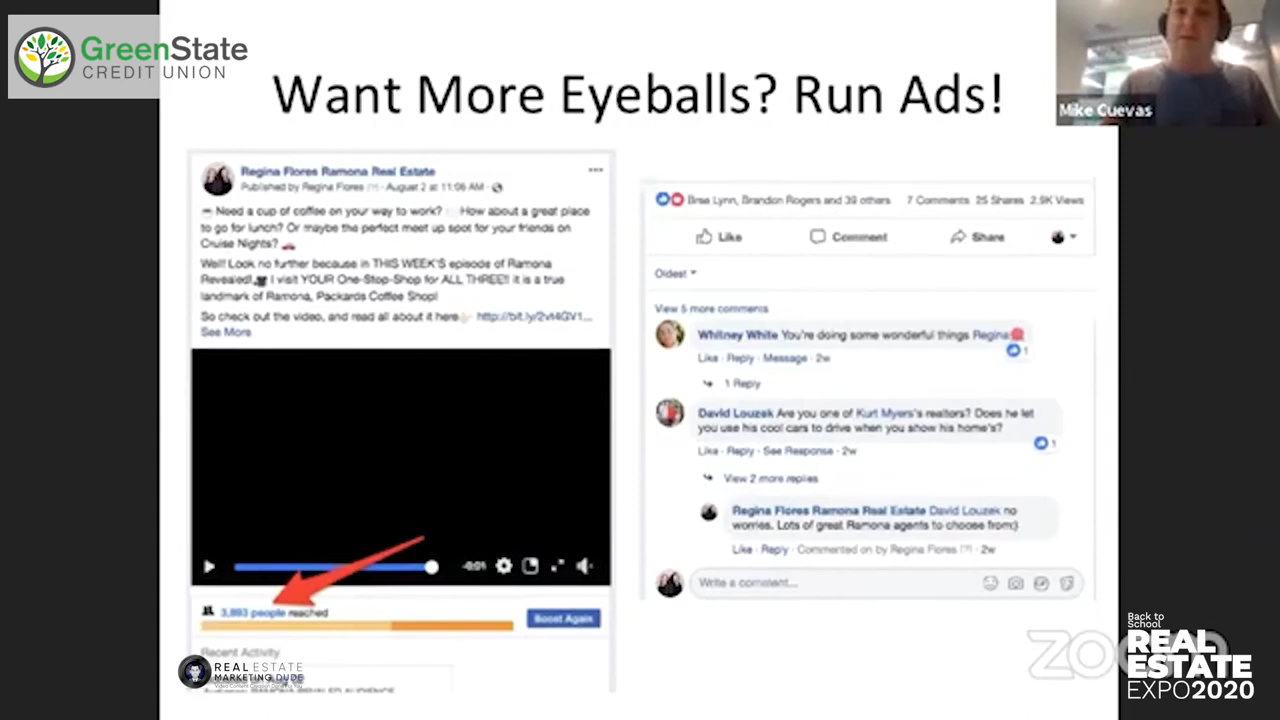 GreenState
CREDIT UNION
Want More Eyeballs? Run Ads!
Mike Cuevas
Regina Flores Ramona Real Estate
Published by Regina Flores [?] · August 2 at 11:06 AM ·
Need a cup of coffee on your way to work? How about a great place
to go for lunch? Or maybe the perfect meet up spot for your friends on
Cruise Nights?
Well! Look no further because in THIS WEEK'S episode of Ramona
Revealed! I visit YOUR One-Stop-Shop for ALL THREE!! it is a true
landmark of Ramona, Packards Coffee Shop!
So check out the video, and read all about it here
See More
-0:01
3,893 people reached
Boost Again
Recent Activity
REAL ESTATE
MARKETING DUDE
Brise Lynn, Brandon Rogers and 39 others 7 Comments 25 Shares 2.9K Views
Like Comment Share
Oldest
View 5 more comments
Whitney White You're doing some wonderful things Regina
1
Like · Reply · Message · 2w
1 Reply
David Louzek Are you one of Kurt Myers's realtors? Does he let
you use his cool cars to drive when you show his home's?
1
Like · Reply · See Response · 2w
View 2 more replies
Regina Flores Ramona Real Estate David Louzek no
worries. Lots of great Ramona agents to choose from:)
Like · Reply · Commented on by Regina Flores [?] · 2w
Write a comment...
Back to
School
REAL
ESTATE
EXPO2020